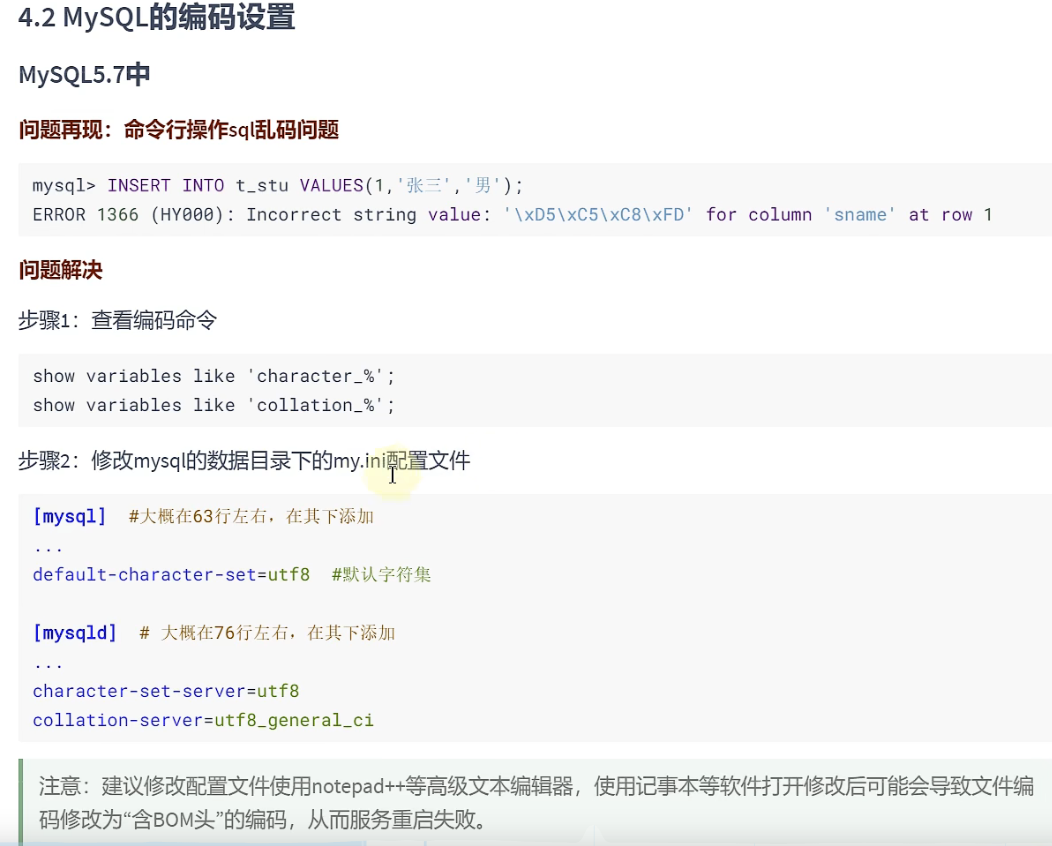 4.2 MySQL的编码设置
MySQL5.7中
问题再现：命令行操作sql乱码问题
mysql> INSERT INTO t_stu VALUES(1,'张三','男');
ERROR 1366 (HY000): Incorrect string value: '\xD5\xC5\xC8\xFD' for column 'sname' at row 1
问题解决
步骤1：查看编码命令
show variables like 'character_%';
show variables like 'collation_%';
步骤2：修改mysql的数据目录下的my.ini配置文件
[mysql]  #大概在63行左右，在其下添加
...
default-character-set=utf8  #默认字符集
[mysqld]  # 大概在76行左右，在其下添加
...
character-set-server=utf8
collation-server=utf8_general_ci
注意：建议修改配置文件使用notepad++等高级文本编辑器，使用记事本等软件打开修改后可能会导致文件编
码修改为“含BOM头”的编码，从而服务重启失败。